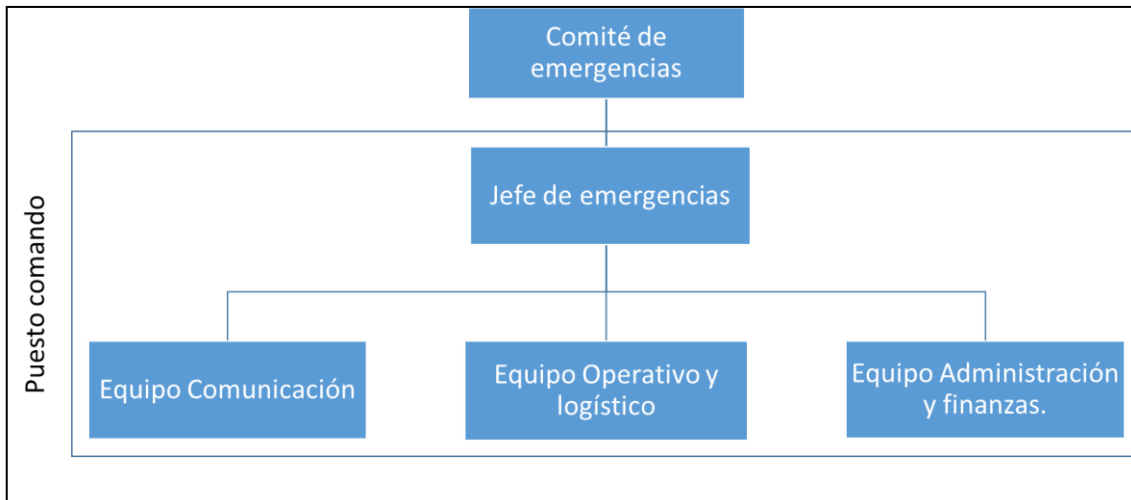 Comité de
emergencias
Puesto comando
Jefe de emergencias
Equipo Comunicación
Equipo Operativo y
logístico
Equipo Administración
y finanzas.